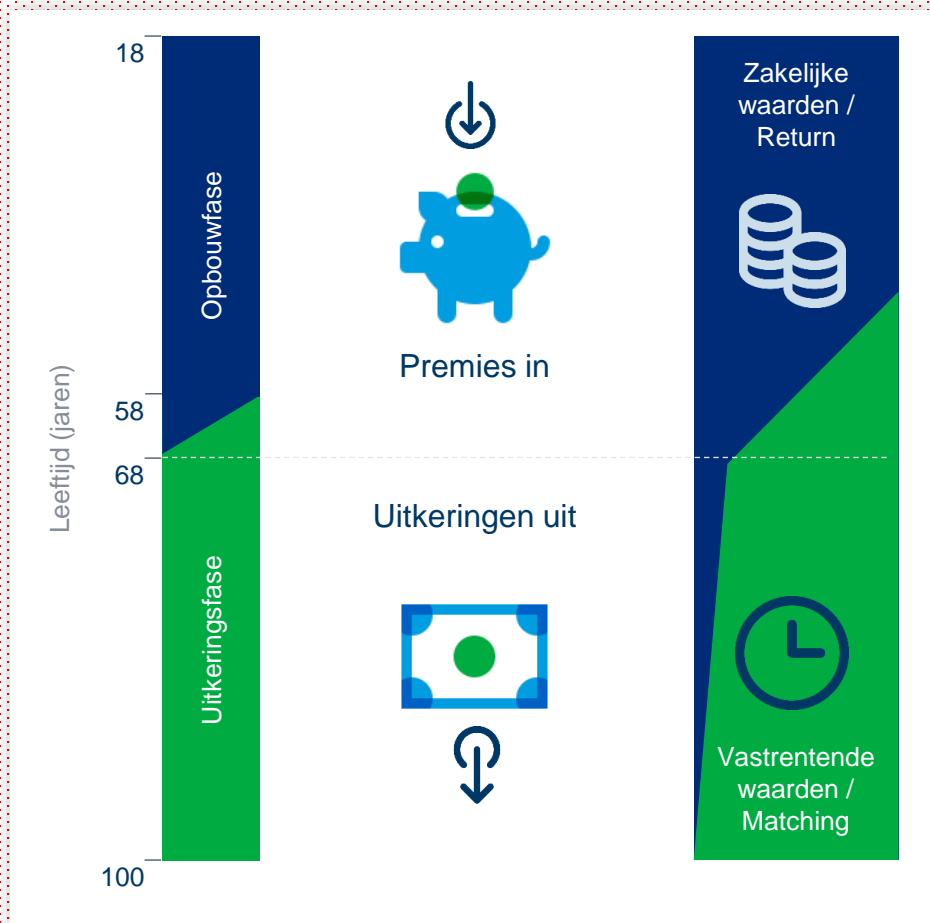 18
Zakelijke
waarden /
Return
Opbouwfase
Premies in
Leeftijd (jaren)
58
68
Uitkeringen uit
Uitkeringsfase
Vastrentende
waarden /
Matching
100